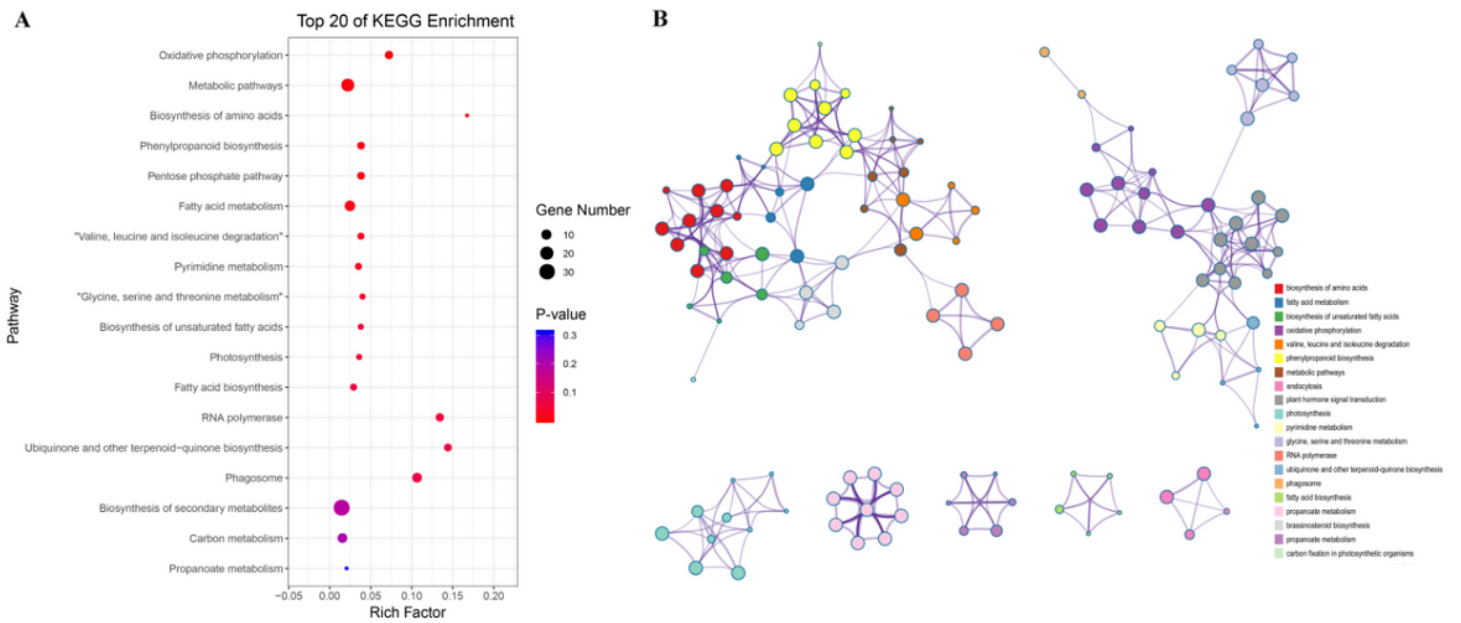 A
Top 20 of KEGG Enrichment
Pathway
Oxidative phosphorylation
Metabolic pathways
Biosynthesis of amino acids
Phenylpropanoid biosynthesis
Pentose phosphate pathway
Fatty acid metabolism
"Valine, leucine and isoleucine degradation"
Pyrimidine metabolism
"Glycine, serine and threonine metabolism"
Biosynthesis of unsaturated fatty acids
Photosynthesis
Fatty acid biosynthesis
RNA polymerase
Ubiquinone and other terpenoid−quinone biosynthesis
Phagosome
Biosynthesis of secondary metabolites
Carbon metabolism
Propanoate metabolism
−0.05 0.00 0.05 0.10 0.15 0.20
Rich Factor
Gene Number
10
20
30
P-value
0.3
0.2
0.1
B
biosynthesis of amino acids
fatty acid metabolism
biosynthesis of unsaturated fatty acids
oxidative phosphorylation
valine, leucine and isoleucine degradation
phenylpropanoid biosynthesis
metabolic pathways
endocytosis
plant hormone signal transduction
photosynthesis
pyrimidine metabolism
glycine, serine and threonine metabolism
RNA polymerase
ubiquinone and other terpenoid-quinone biosynthesis
phagosome
fatty acid biosynthesis
propanoate metabolism
brassinosteroid biosynthesis
propanoate metabolism
carbon fixation in photosynthetic organisms